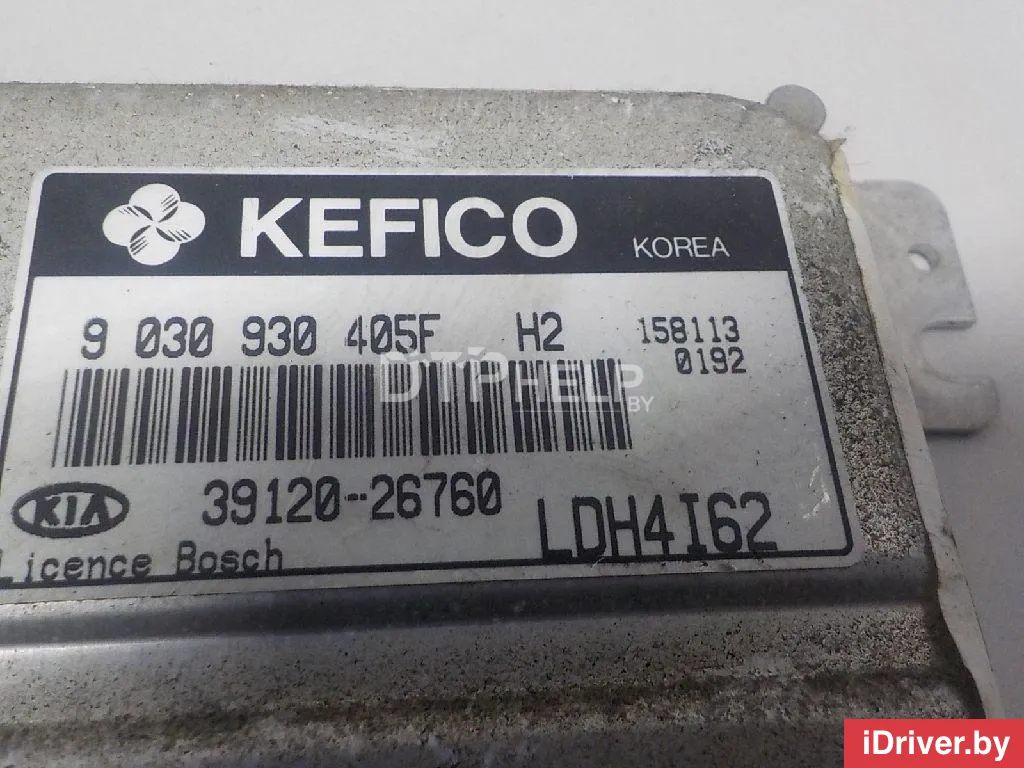 KEFICO KOREA
9 030 930 405F H2 158113
0192
DTPHELP
.BY
KIA 39120-26760 LDH4I62
Licence Bosch
iDriver.by